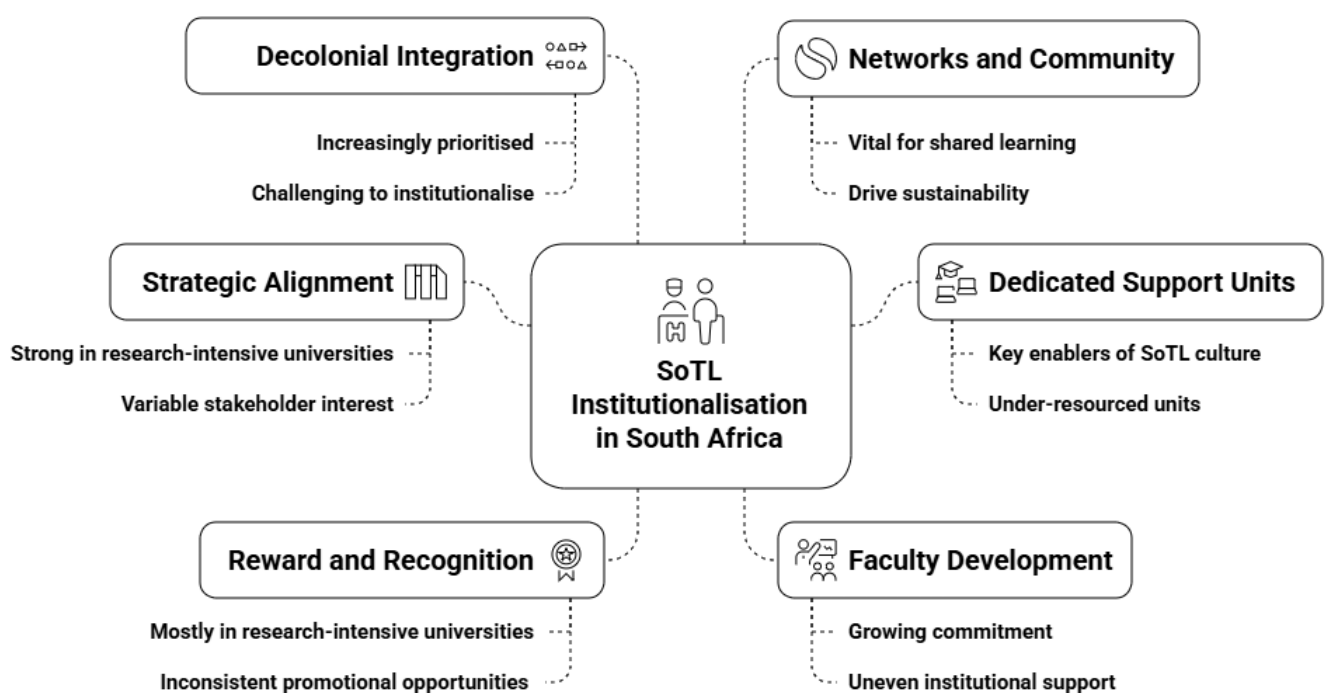 Decolonial Integration
Increasingly prioritised
Challenging to institutionalise
Networks and Community
Vital for shared learning
Drive sustainability
Strategic Alignment
Strong in research-intensive universities
Variable stakeholder interest
SoTL
Institutionalisation
in South Africa
Dedicated Support Units
Key enablers of SoTL culture
Under-resourced units
Reward and Recognition
Mostly in research-intensive universities
Inconsistent promotional opportunities
Faculty Development
Growing commitment
Uneven institutional support